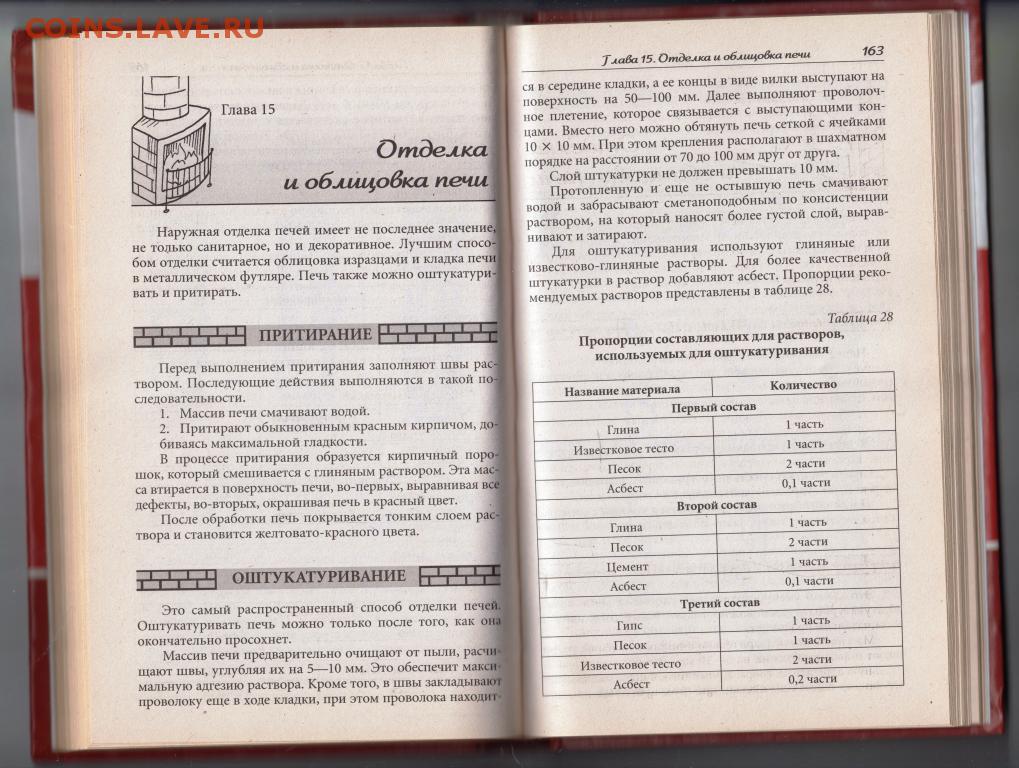 COINS.LAVE.RU
Глава 15
Отделка
и облицовка печи
Наружная отделка печей имеет не последнее значение,
не только санитарное, но и декоративное. Лучшим спосо-
бом отделки считается облицовка изразцами и кладка печи
в металлическом футляре. Печь также можно оштукатури-
вать и притирать.
ПРИТИРАНИЕ
Перед выполнением притирания заполняют швы рас-
твором. Последующие действия выполняются в такой по-
следовательности.
1. Массив печи смачивают водой.
2. Притирают обыкновенным красным кирпичом, до-
биваясь максимальной гладкости.
В процессе притирания образуется кирпичный поро-
шок, который смешивается с глиняным раствором. Эта мас-
са втирается в поверхность печи, во-первых, выравнивая все
дефекты, во-вторых, окрашивая печь в красный цвет.
После обработки печь покрывается тонким слоем рас-
твора и становится желтовато-красного цвета.
ОШТУКАТУРИВАНИЕ
Это самый распространенный способ отделки печей.
Оштукатуривать печь можно только после того, как она
окончательно просохнет.
Массив печи предварительно очищают от пыли, расчи-
щают швы, углубляя их на 5—10 мм. Это обеспечит макси-
мальную адгезию раствора. Кроме того, в швы закладывают
проволоку еще в ходе кладки, при этом проволока находит-
Глава 15. Отделка и облицовка печи 163
ся в середине кладки, а ее концы в виде вилки выступают на
поверхность на 50—100 мм. Далее выполняют проволоч-
ное плетение, которое связывается с выступающими кон-
цами. Вместо него можно обтянуть печь сеткой с ячейками
10 × 10 мм. При этом крепления располагают в шахматном
порядке на расстоянии от 70 до 100 мм друг от друга.
Слой штукатурки не должен превышать 10 мм.
Протопленную и еще не остывшую печь смачивают
водой и забрасывают сметаноподобным по консистенции
раствором, на который наносят более густой слой, вырав-
нивают и затирают.
Для оштукатуривания используют глиняные или
известково-глиняные растворы. Для более качественной
штукатурки в раствор добавляют асбест. Пропорции реко-
мендуемых растворов представлены в таблице 28.
Таблица 28
Пропорции составляющих для растворов,
используемых для оштукатуривания
Название материала Количество
Первый состав
Глина 1 часть
Известковое тесто 1 часть
Песок 2 части
Асбест 0,1 части
Второй состав
Глина 1 часть
Песок 2 части
Цемент 1 часть
Асбест 0,1 части
Третий состав
Гипс 1 часть
Песок 1 часть
Известковое тесто 2 части
Асбест 0,2 части